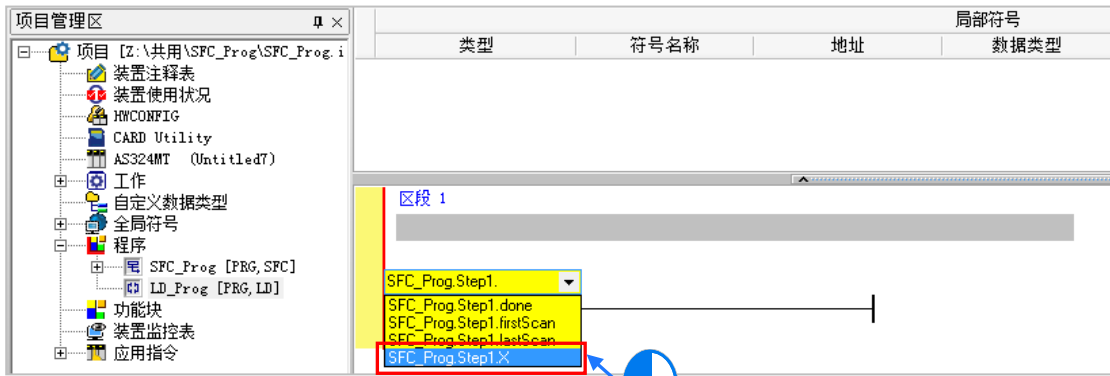 项目管理区
项目 [Z:\共用\SFC_Prog\SFC_Prog.i
装置注释表
装置使用状况
HWCONFIG
CARD Utility
AS324MT (Untitled7)
工作
自定义数据类型
全局符号
程序
SFC_Prog [PRG,SFC]
LD_Prog [PRG,LD]
功能块
装置监控表
应用指令
局部符号
类型 符号名称 地址 数据类型
区段 1
SFC_Prog.Step1.
SFC_Prog.Step1.done
SFC_Prog.Step1.firstScan
SFC_Prog.Step1.lastScan
SFC_Prog.Step1.X